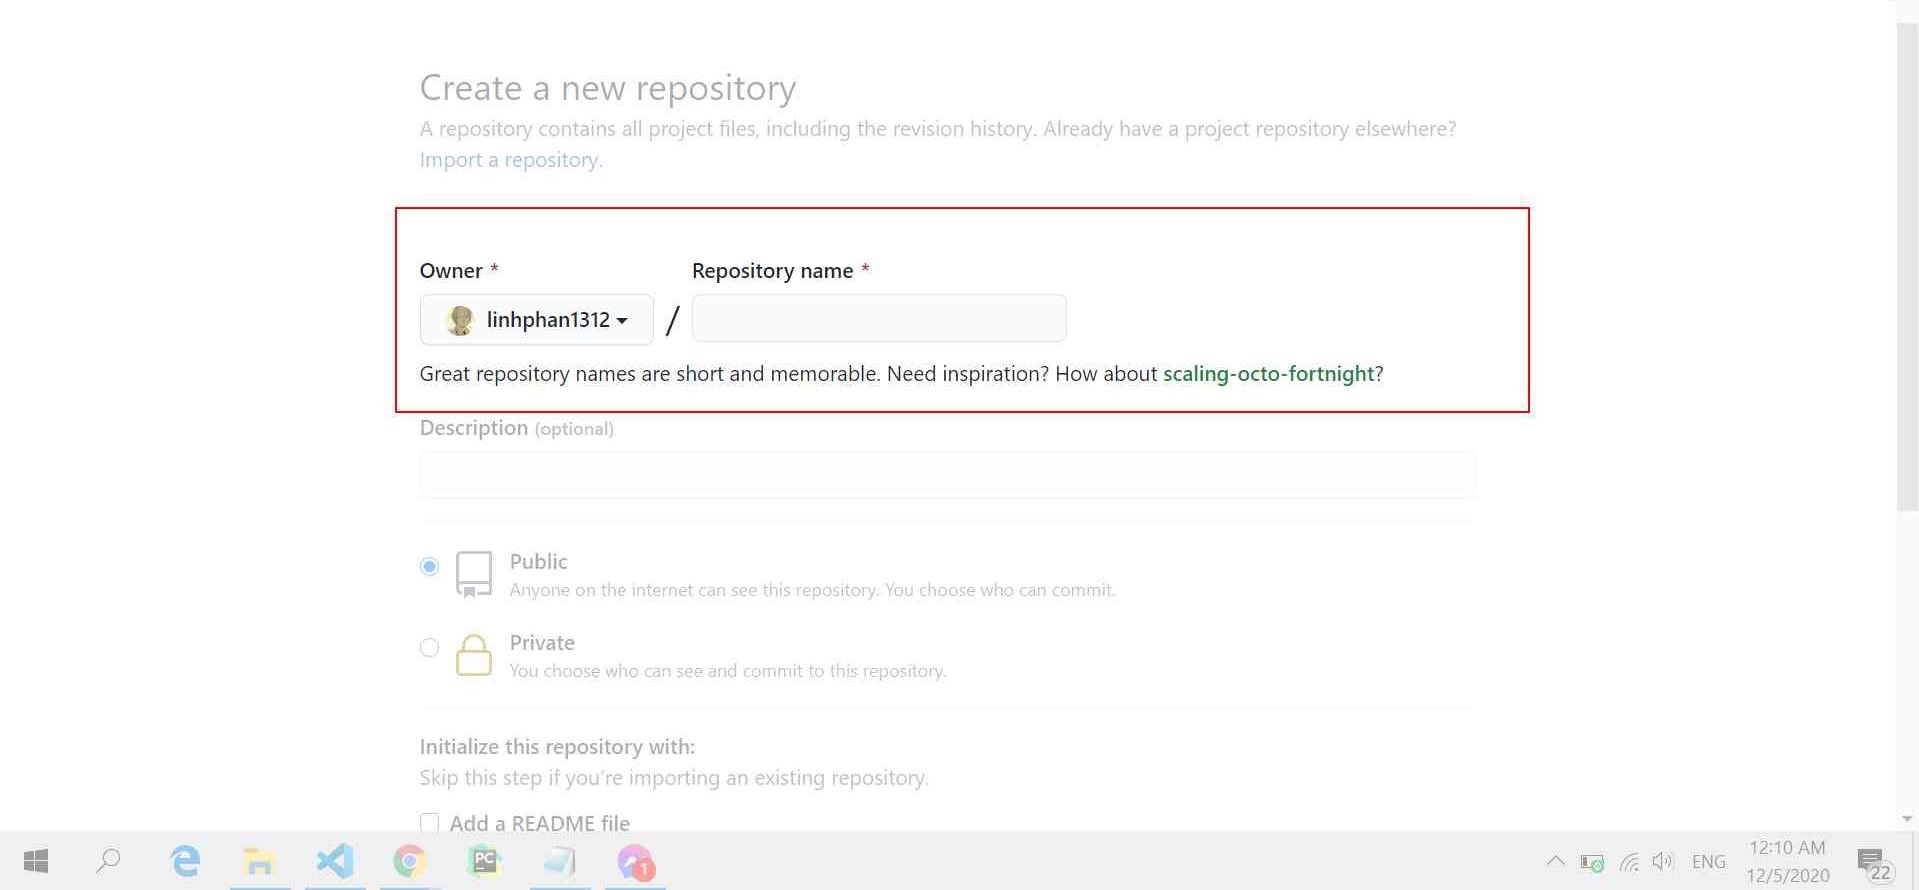 Create a new repository
A repository contains all project files, including the revision history. Already have a project repository elsewhere?
Import a repository.
Owner * Repository name *
linhphan1312 /
Great repository names are short and memorable. Need inspiration? How about scaling-octo-fortnight?
Description (optional)
Public
Anyone on the internet can see this repository. You choose who can commit.
Private
You choose who can see and commit to this repository.
Initialize this repository with:
Skip this step if you're importing an existing repository.
Add a README file
PC
1
ENG
12:10 AM
12/5/2020
22